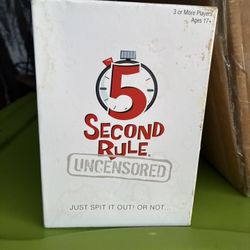 3 or More Players
Ages 17+
5
SECOND
RULE
UNCENSORED
JUST SPIT IT OUT! OR NOT...